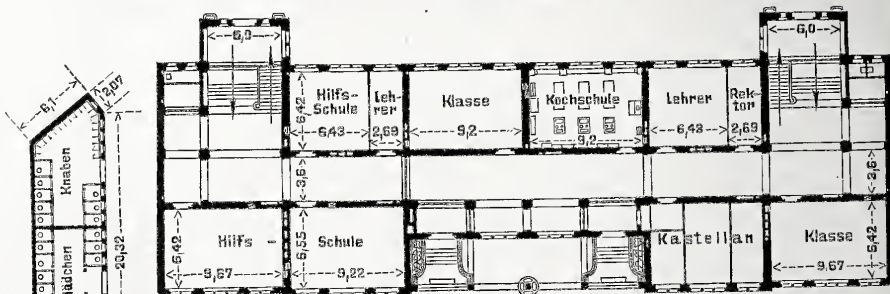 6,0
6,0
6,1
2,07
Knaben
20,32
ädchen
Hilfs-
Schule
6,43
6,42
Leh-
rer
2,69
Klasse
9,2
Kochschule
9,2
Lehrer
6,43
Rek-
tor
2,69
3,6
3,6
Hilfs -
6,42
9,67
Schule
6,55
9,22
Kastellan
Klasse
6,42
9,67